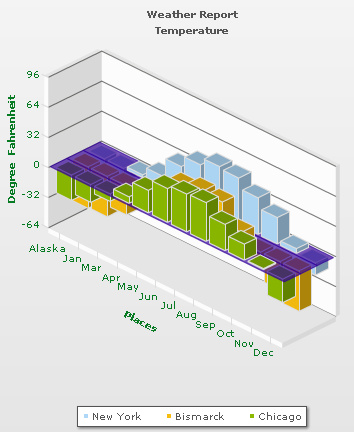 Weather Report
Temperature
Degree Fahrenheit
96
64
32
0
-32
-64
Alaska
Jan
Mar
Apr
May
Jun
Jul
Aug
Sep
Oct
Nov
Dec
Places
New York
Bismarck
Chicago